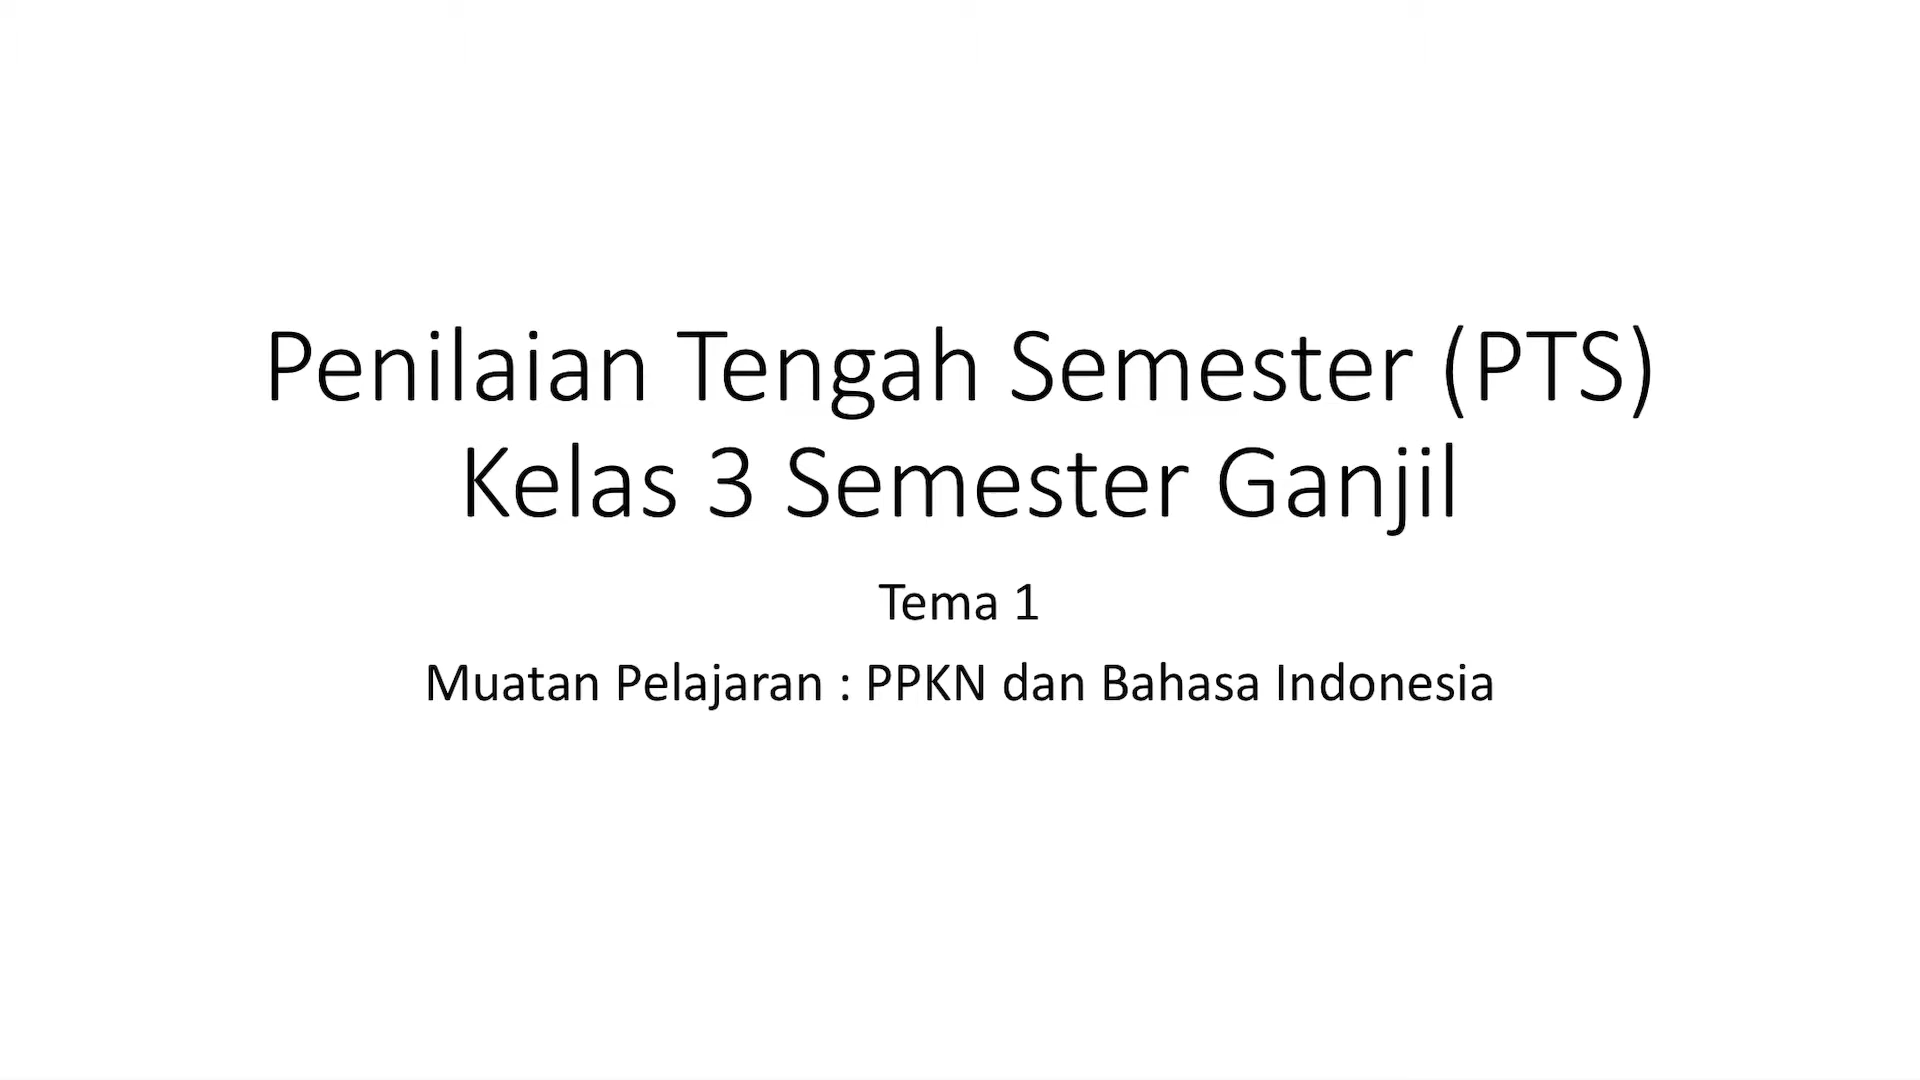 Penilaian Tengah Semester (PTS)
Kelas 3 Semester Ganjil
Tema 1
Muatan Pelajaran : PPKN dan Bahasa Indonesia